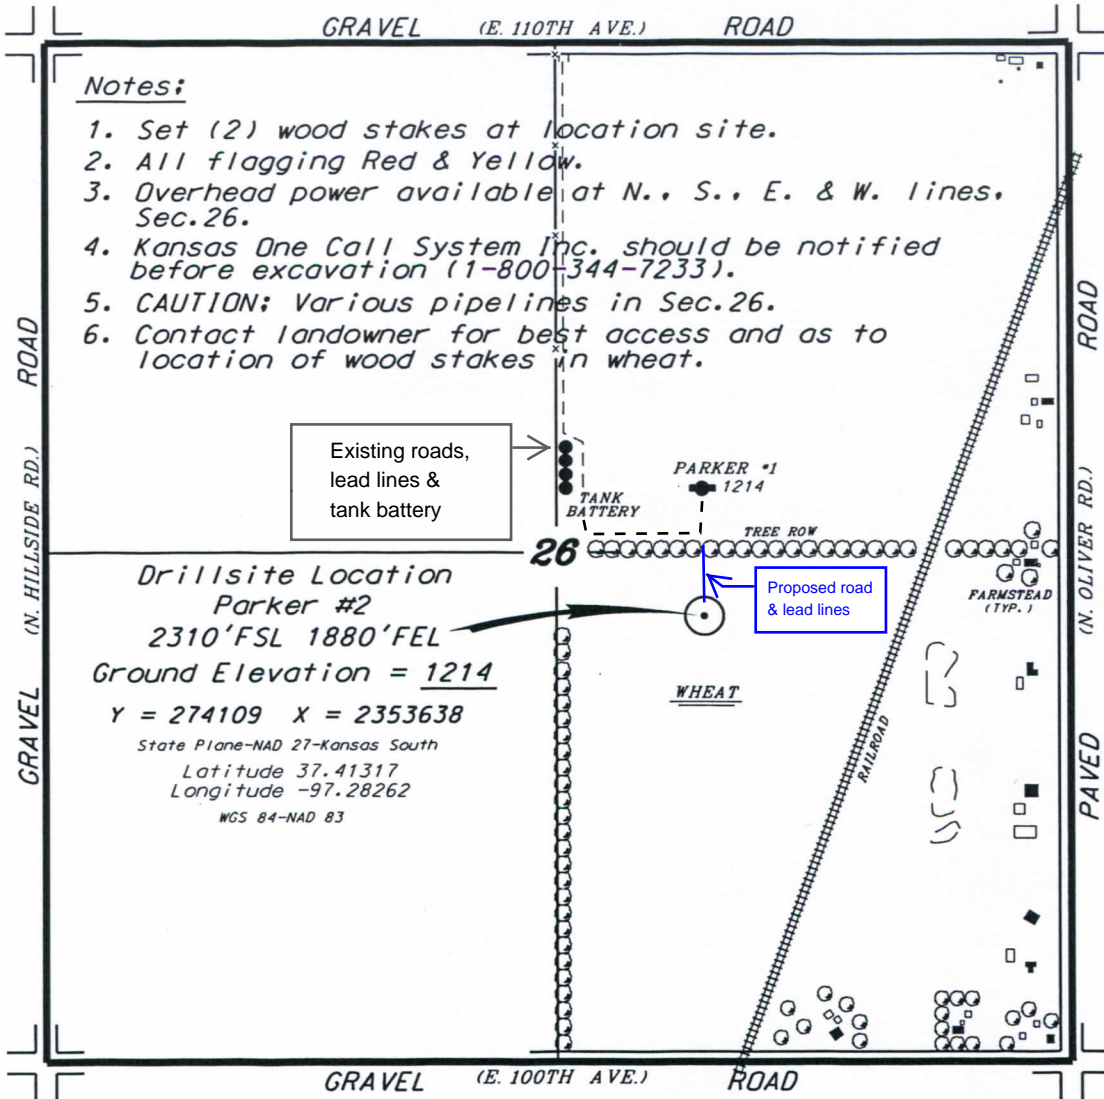 GRAVEL (E. 110TH AVE.) ROAD
Notes:
1. Set (2) wood stakes at location site.
2. All flagging Red & Yellow.
3. Overhead power available at N., S., E. & W. lines,
Sec.26.
4. Kansas One Call System Inc. should be notified
before excavation (1-800-344-7233).
5. CAUTION: Various pipelines in Sec.26.
6. Contact landowner for best access and as to
location of wood stakes in wheat.
GRAVEL (N. HILLSIDE RD.) ROAD
PAVED (N. OLIVER RD.) ROAD
Existing roads,
lead lines &
tank battery
TANK
BATTERY
PARKER #1
1214
TREE ROW
26
Proposed road
& lead lines
FARMSTEAD
(TYP.)
Drillsite Location
Parker #2
2310'FSL 1880'FEL
Ground Elevation = 1214
Y = 274109 X = 2353638
State Plane-NAD 27-Kansas South
Latitude 37.41317
Longitude -97.28262
WGS 84-NAD 83
WHEAT
RAILROAD
GRAVEL (E. 100TH AVE.) ROAD